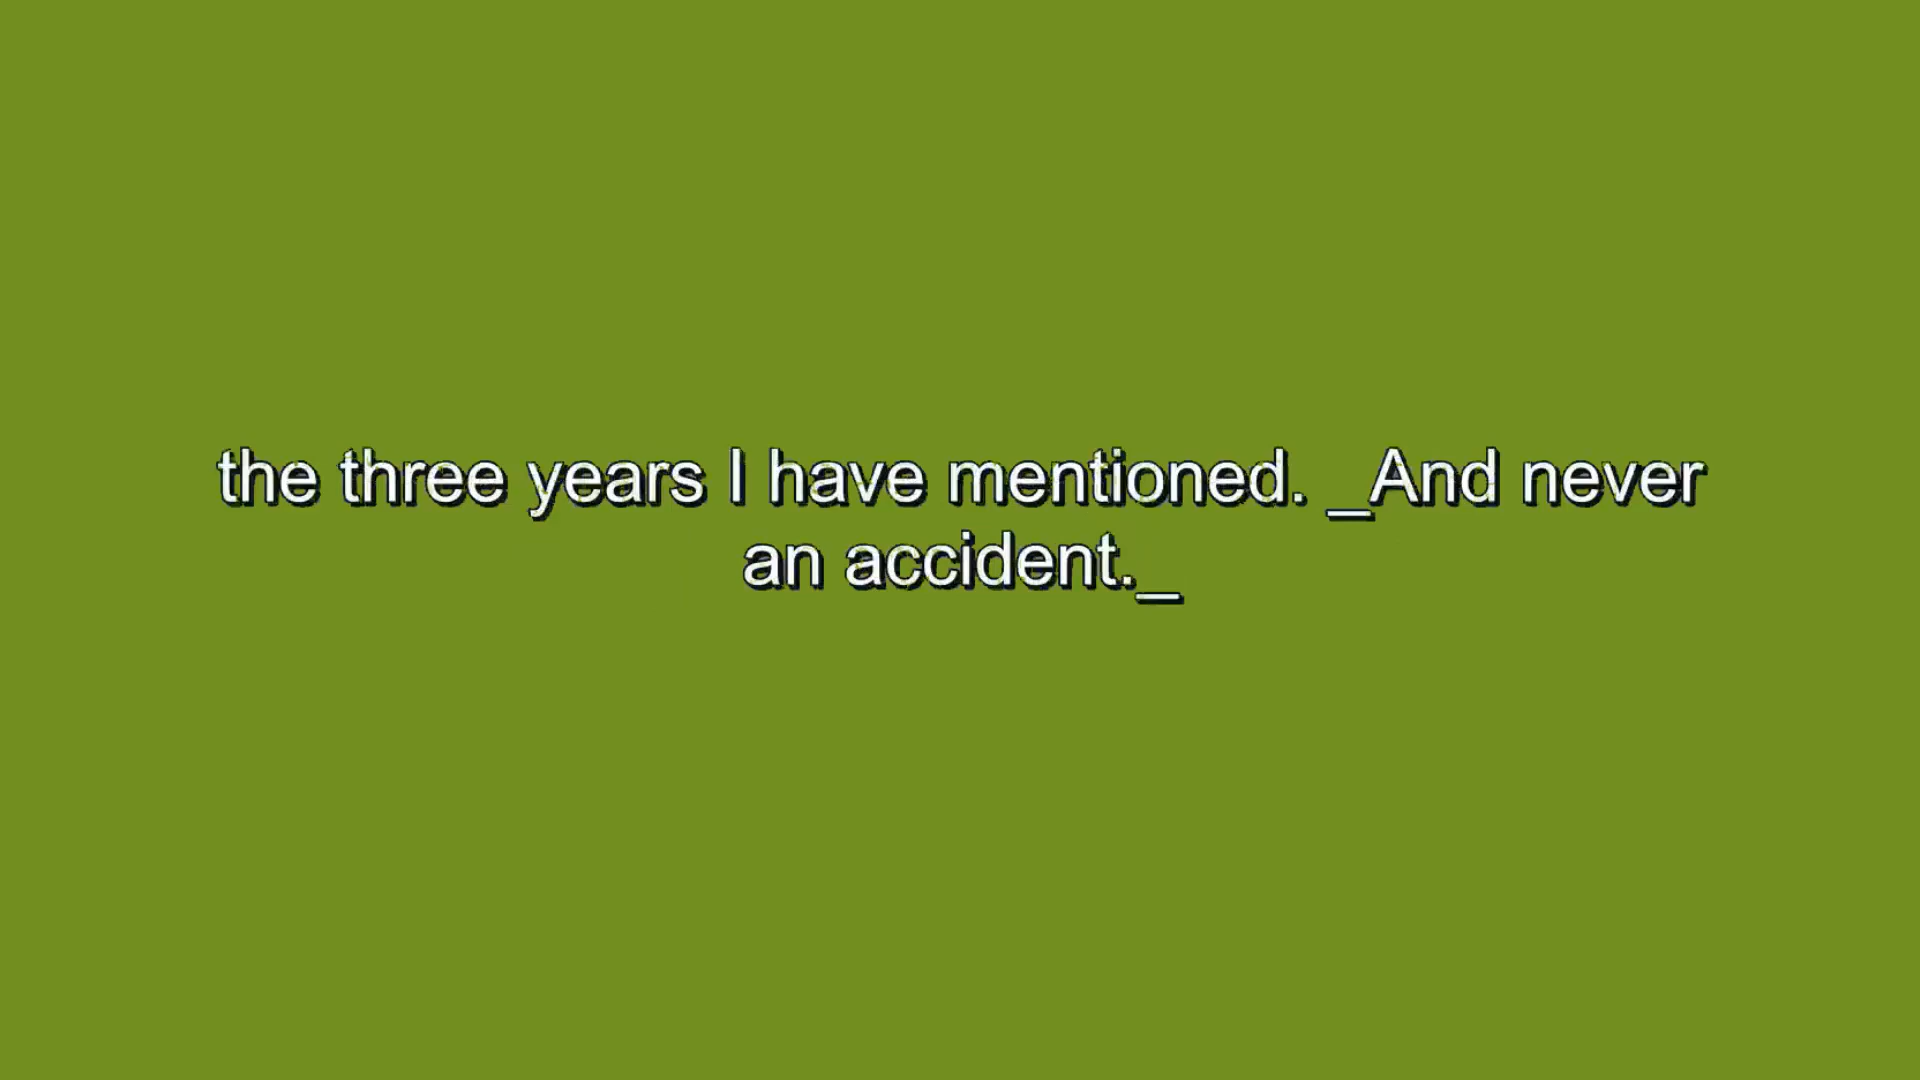 the three years I have mentioned. _And never
an accident._